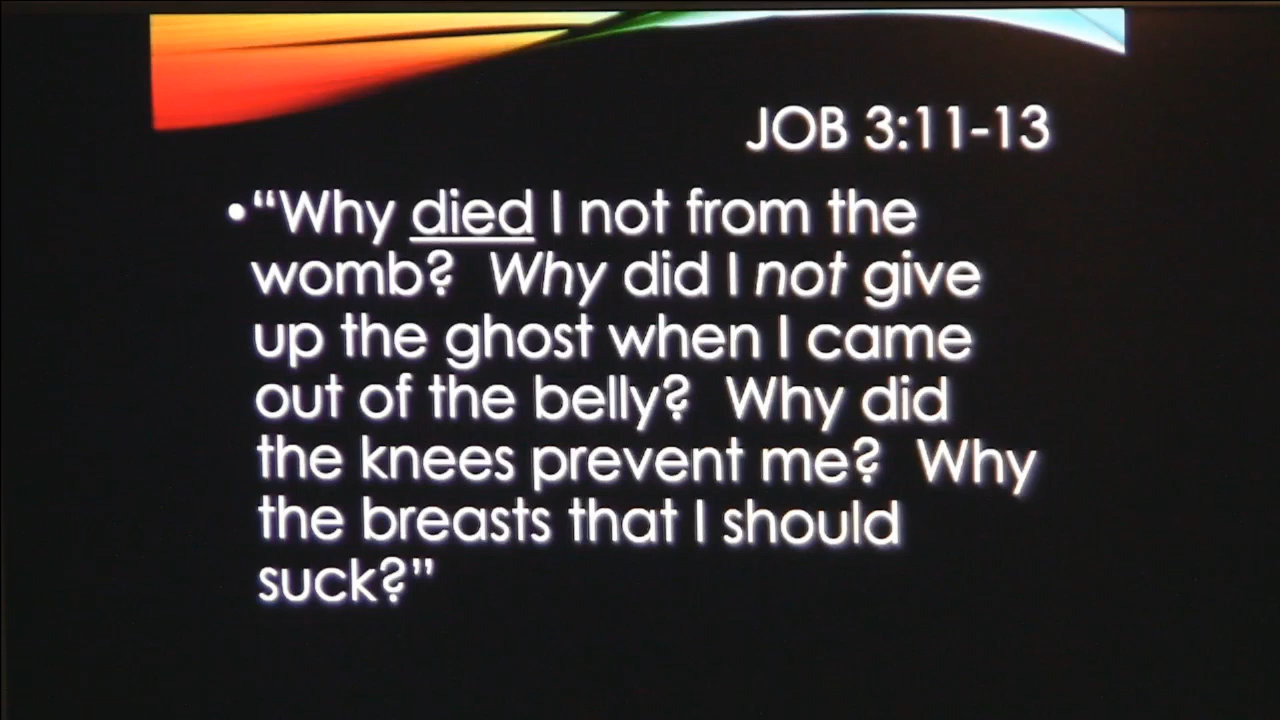 JOB 3:11-13
•“Why died I not from the
womb?  Why did I not give
up the ghost when I came
out of the belly?  Why did
the knees prevent me?  Why
the breasts that I should
suck?”